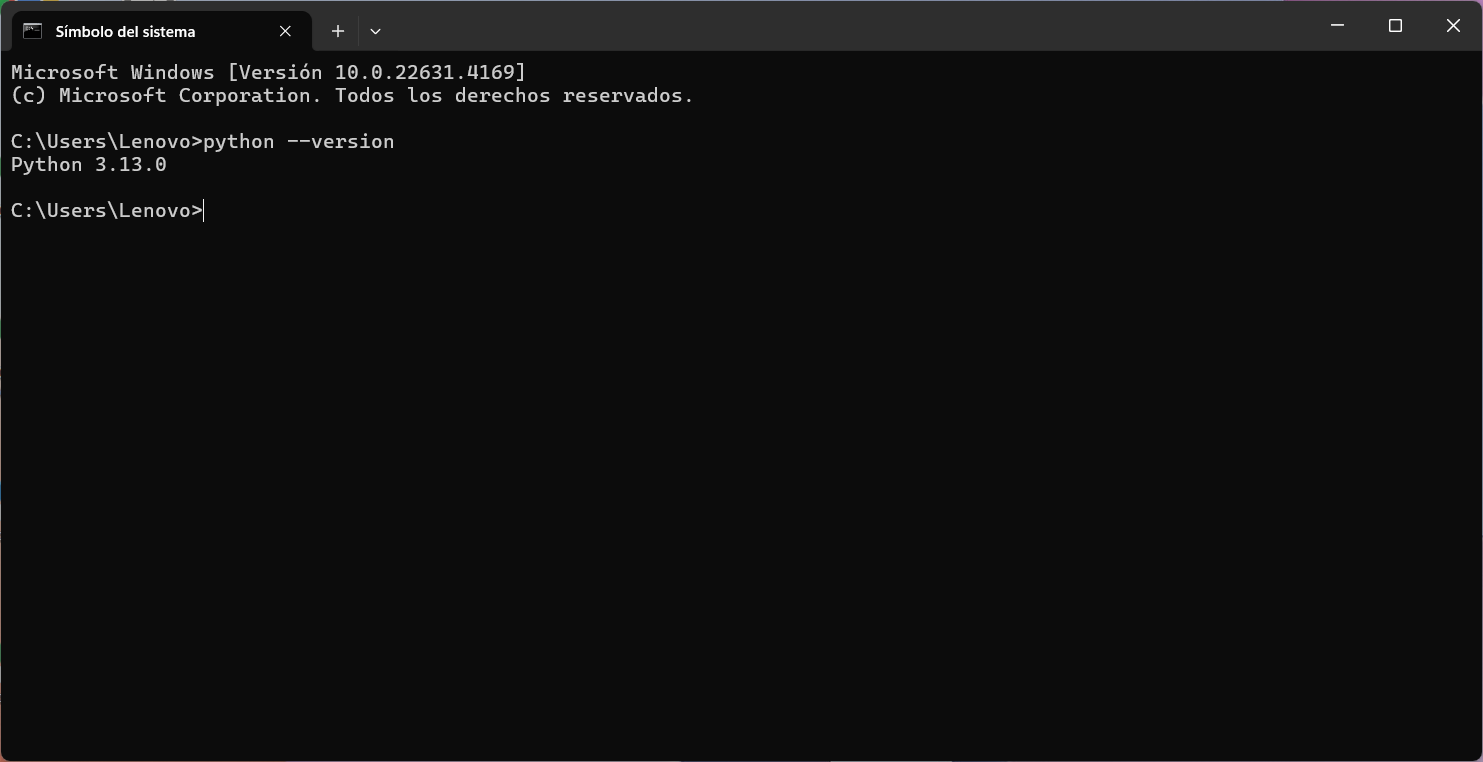 Símbolo del sistema
Microsoft Windows [Versión 10.0.22631.4169]
(c) Microsoft Corporation. Todos los derechos reservados.
C:\Users\Lenovo>python --version
Python 3.13.0
C:\Users\Lenovo>